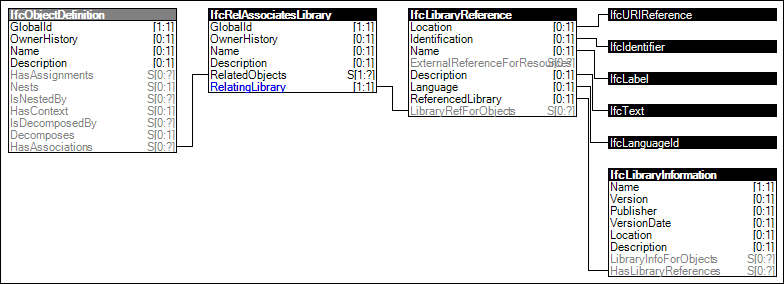 IfcObjectDefinition
GlobalId [1:1]
OwnerHistory [0:1]
Name [0:1]
Description [0:1]
HasAssignments S[0:?]
Nests S[0:1]
IsNestedBy S[0:?]
HasContext S[0:1]
IsDecomposedBy S[0:?]
Decomposes S[0:1]
HasAssociations S[0:?]
IfcRelAssociatesLibrary
GlobalId [1:1]
OwnerHistory [0:1]
Name [0:1]
Description [0:1]
RelatedObjects S[1:?]
RelatingLibrary [1:1]
IfcLibraryReference
Location [0:1]
Identification [0:1]
Name [0:1]
ExternalReferenceForResources S[0:?]
Description [0:1]
Language [0:1]
ReferencedLibrary [0:1]
LibraryRefForObjects S[0:?]
IfcURIReference
IfcIdentifier
IfcLabel
IfcText
IfcLanguageId
IfcLibraryInformation
Name [1:1]
Version [0:1]
Publisher [0:1]
VersionDate [0:1]
Location [0:1]
Description [0:1]
LibraryInfoForObjects S[0:?]
HasLibraryReferences S[0:?]